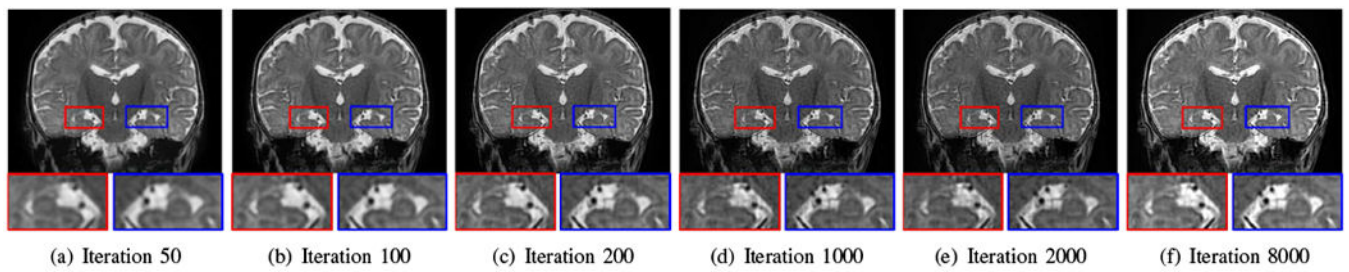 (a) Iteration 50
(b) Iteration 100
(c) Iteration 200
(d) Iteration 1000
(e) Iteration 2000
(f) Iteration 8000